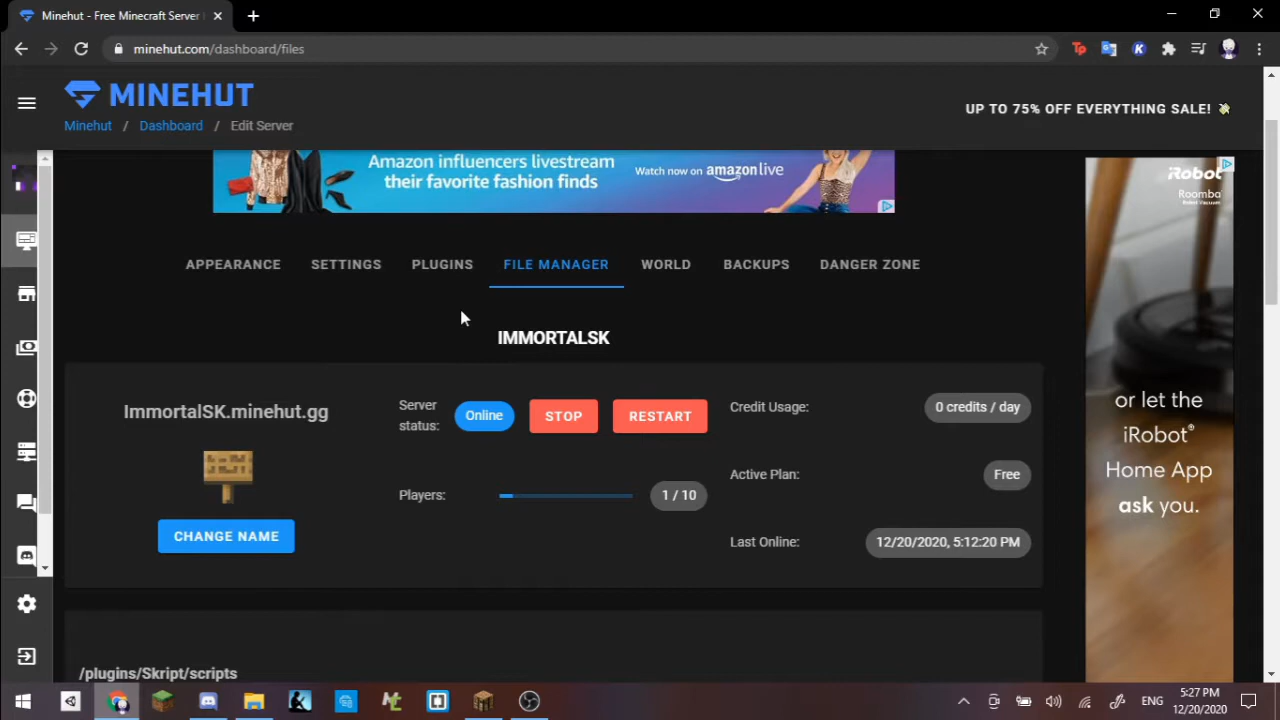 Minehut - Free Minecraft Server
minehut.com/dashboard/files
MINEHUT
Minehut / Dashboard / Edit Server
UP TO 75% OFF EVERYTHING SALE!
Amazon influencers livestream
their favorite fashion finds
Watch now on amazonlive
iRobot
Roomba
Robot Vacuum
APPEARANCE SETTINGS PLUGINS FILE MANAGER WORLD BACKUPS DANGER ZONE
IMMORTALSK
ImmortalSK.minehut.gg
CHANGE NAME
Server
status:
Online
STOP
RESTART
Players:
1 / 10
Credit Usage:
0 credits / day
Active Plan:
Free
Last Online:
12/20/2020, 5:12:20 PM
or let the
iRobot®
Home App
ask you.
/plugins/Skript/scripts
ENG
5:27 PM
12/20/2020